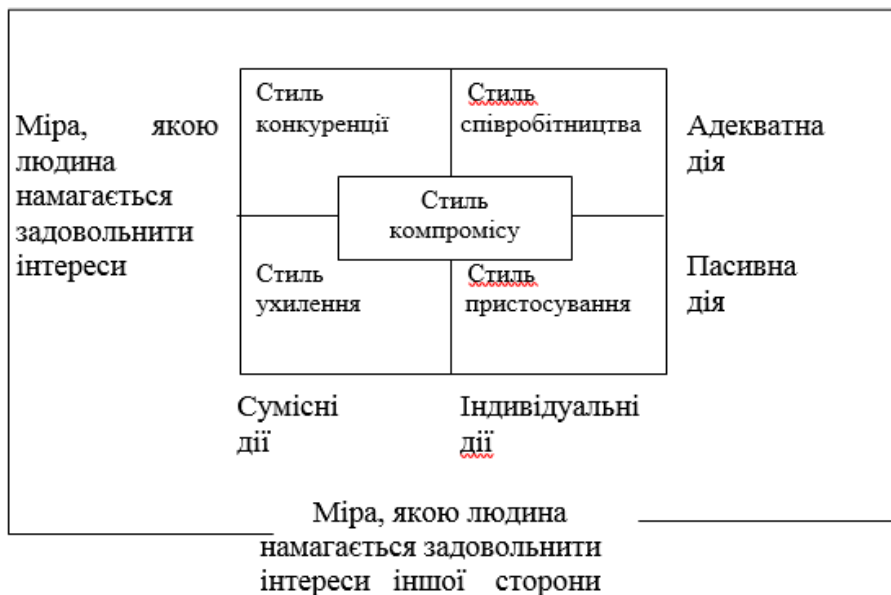 Стиль
конкуренції
Стиль
співробітництва
Міра, якою
людина
намагається
задовольнити
інтереси
Адекватна
дія
Стиль
компромісу
Стиль
ухилення
Стиль
пристосування
Пасивна
дія
Сумісні
дії
Індивідуальні
дії
Міра, якою людина
намагається задовольнити
інтереси іншої сторони